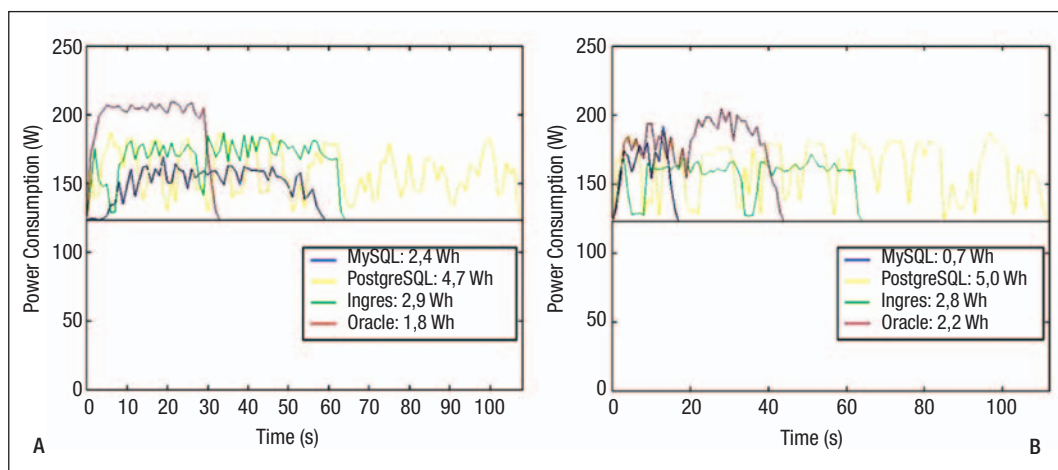 250
200
150
100
50
0
Power Consumption (W)
MySQL: 2,4 Wh
PostgreSQL: 4,7 Wh
Ingres: 2,9 Wh
Oracle: 1,8 Wh
0 10 20 30 40 50 60 70 80 90 100
Time (s)
A
250
200
150
100
50
0
Power Consumption (W)
MySQL: 0,7 Wh
PostgreSQL: 5,0 Wh
Ingres: 2,8 Wh
Oracle: 2,2 Wh
0 20 40 60 80 100
Time (s)
B